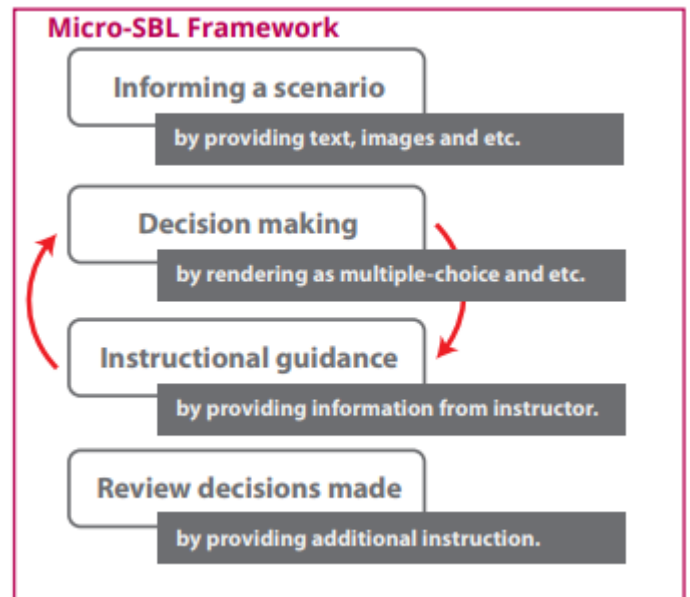 Micro-SBL Framework
Informing a scenario
by providing text, images and etc.
Decision making
by rendering as multiple-choice and etc.
Instructional guidance
by providing information from instructor.
Review decisions made
by providing additional instruction.